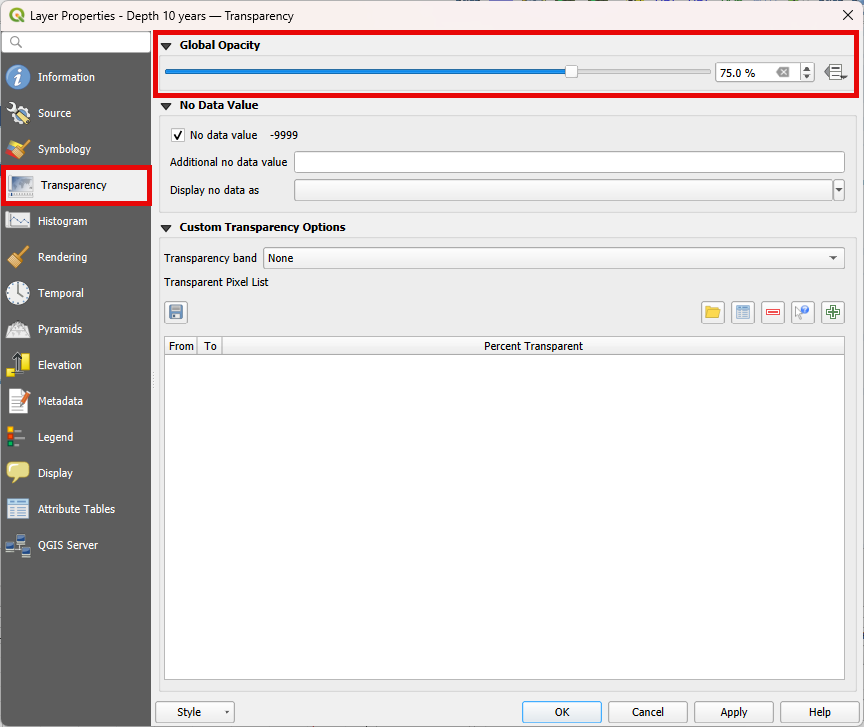 Layer Properties - Depth 10 years — Transparency
Information
Source
Symbology
Transparency
Histogram
Rendering
Temporal
Pyramids
Elevation
Metadata
Legend
Display
Attribute Tables
QGIS Server
Global Opacity
75.0 %
No Data Value
No data value -9999
Additional no data value
Display no data as
Custom Transparency Options
Transparency band None
Transparent Pixel List
From To Percent Transparent
Style OK Cancel Apply Help